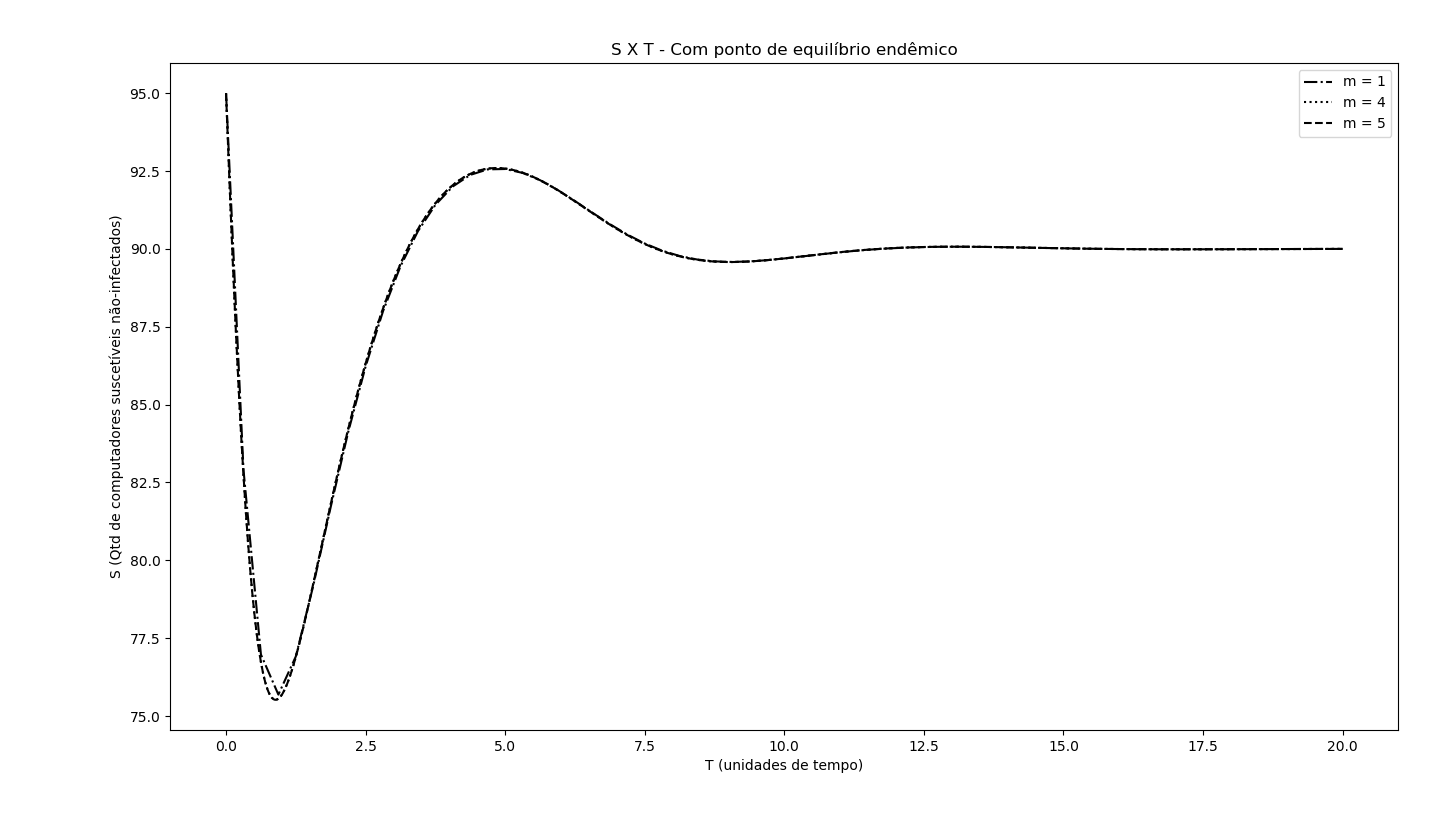 S X T - Com ponto de equilíbrio endêmico
m = 1
m = 4
m = 5
S (Qtd de computadores suscetíveis não-infectados)
95.0
92.5
90.0
87.5
85.0
82.5
80.0
77.5
75.0
0.0 2.5 5.0 7.5 10.0 12.5 15.0 17.5 20.0
T (unidades de tempo)